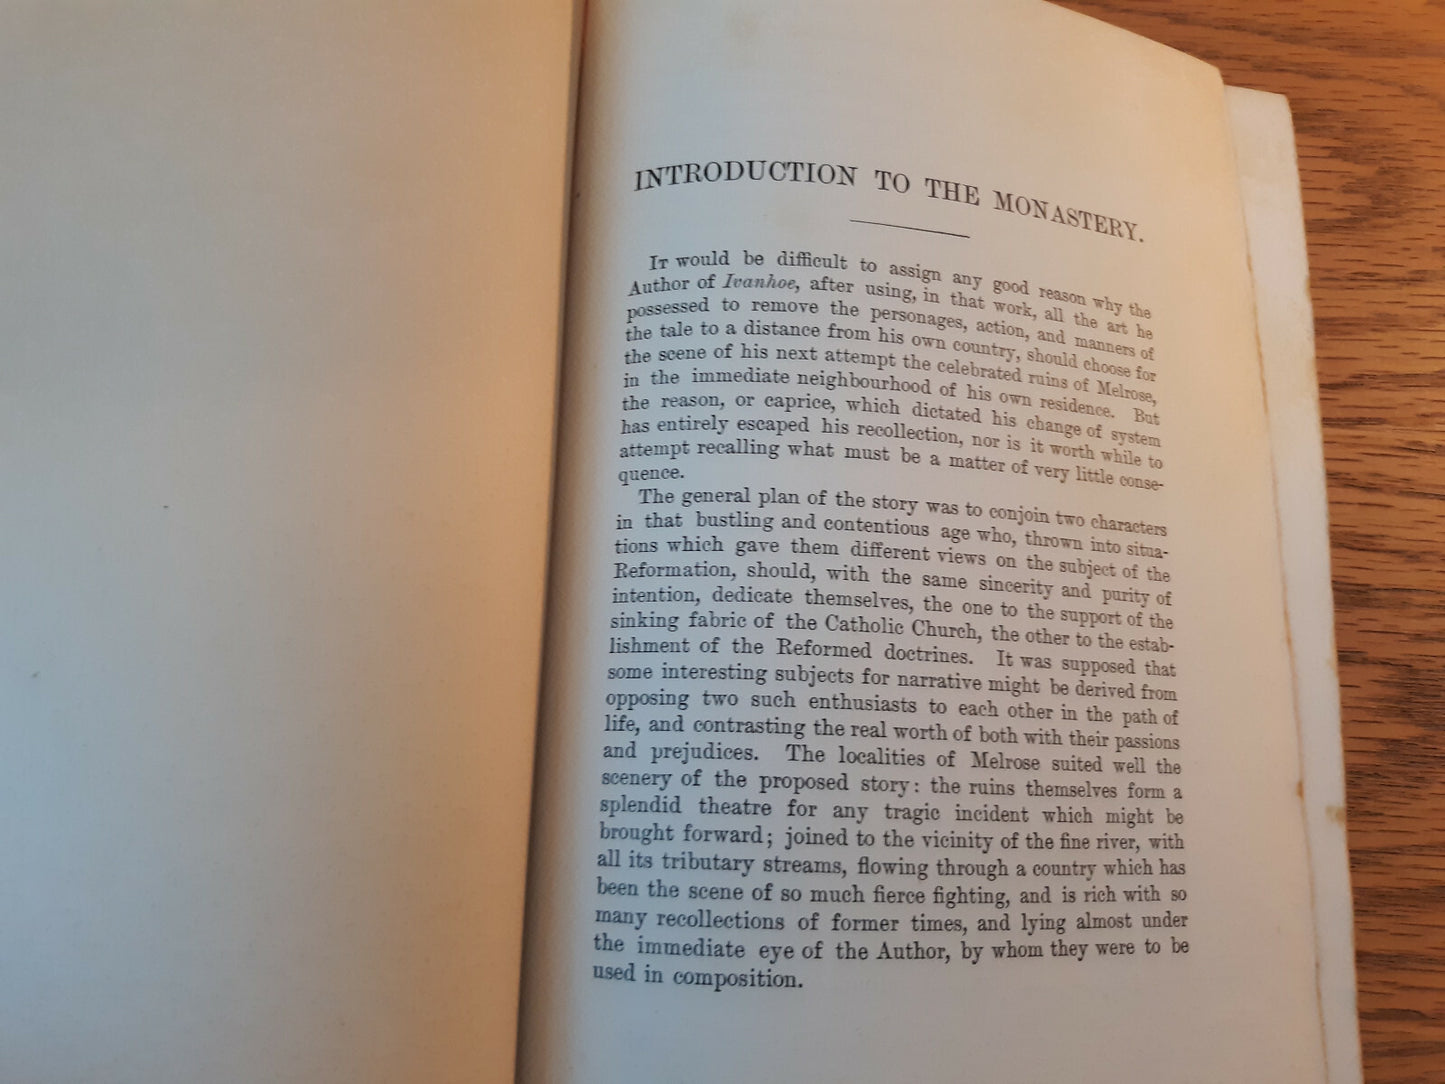 INTRODUCTION TO THE MONASTERY.
IT would be difficult to assign any good reason why the
Author of Ivanhoe, after using, in that work, all the art he
possessed to remove the personages, action, and manners of
the tale to a distance from his own country, should choose for
the scene of his next attempt the celebrated ruins of Melrose,
in the immediate neighbourhood of his own residence. But
the reason, or caprice, which dictated his change of system
has entirely escaped his recollection, nor is it worth while to
attempt recalling what must be a matter of very little conse-
quence.
The general plan of the story was to conjoin two characters
in that bustling and contentious age who, thrown into situa-
tions which gave them different views on the subject of the
Reformation, should, with the same sincerity and purity of
intention, dedicate themselves, the one to the support of the
sinking fabric of the Catholic Church, the other to the estab-
lishment of the Reformed doctrines. It was supposed that
some interesting subjects for narrative might be derived from
opposing two such enthusiasts to each other in the path of
life, and contrasting the real worth of both with their passions
and prejudices. The localities of Melrose suited well the
scenery of the proposed story: the ruins themselves form a
splendid theatre for any tragic incident which might be
brought forward; joined to the vicinity of the fine river, with
all its tributary streams, flowing through a country which has
been the scene of so much fierce fighting, and is rich with so
many recollections of former times, and lying almost under
the immediate eye of the Author, by whom they were to be
used in composition.